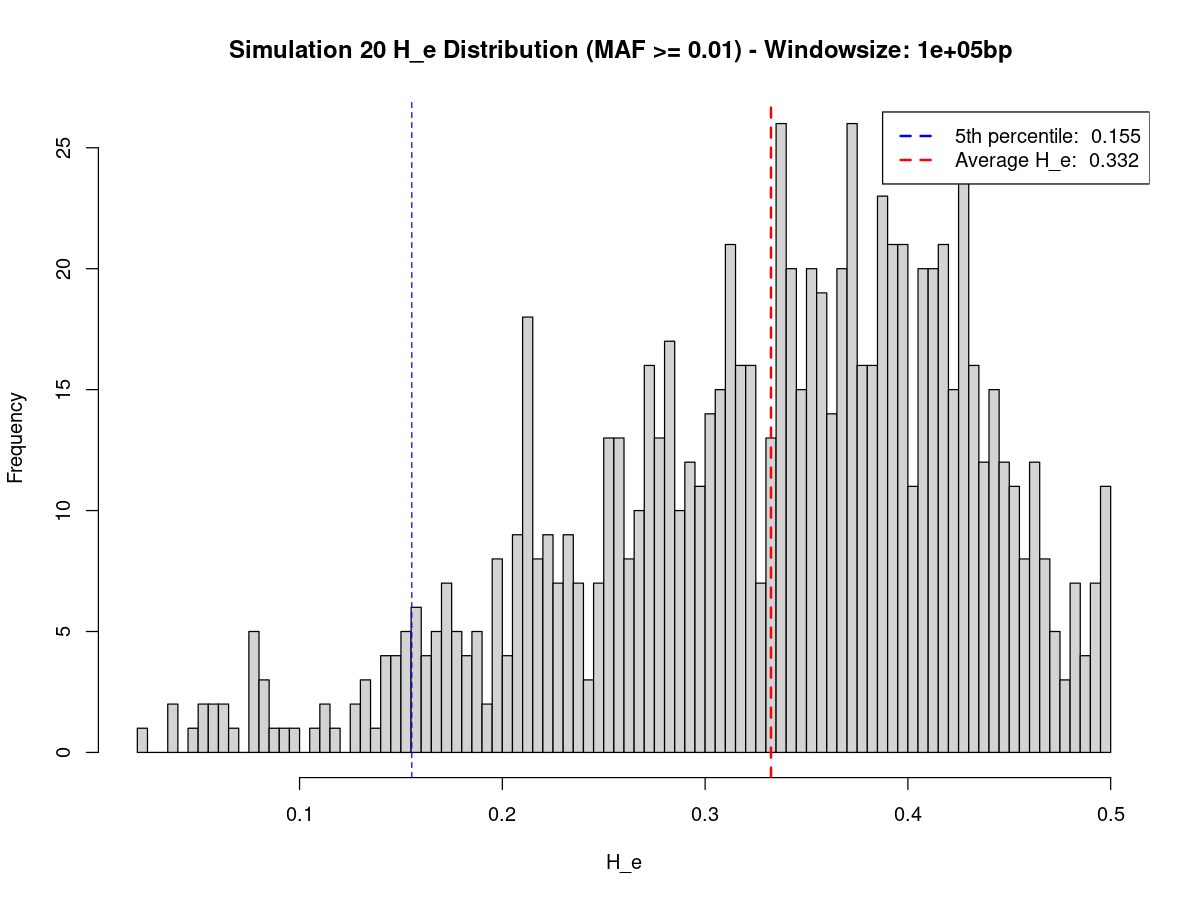 Simulation 20 H_e Distribution (MAF >= 0.01) - Windowsize: 1e+05bp
5th percentile:  0.155
Average H_e:  0.332
Frequency
25
20
15
10
5
0
0.1 0.2 0.3 0.4 0.5
H_e